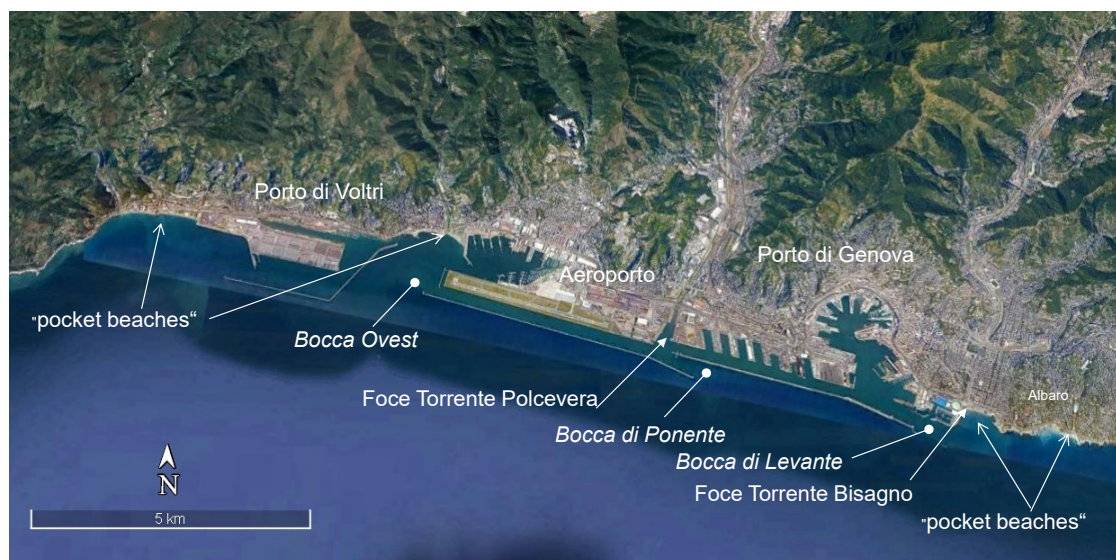 Porto di Voltri
Porto di Genova
Aeroporto
"pocket beaches“
Bocca Ovest
Foce Torrente Polcevera
Albaro
Bocca di Ponente
Bocca di Levante
Foce Torrente Bisagno
"pocket beaches“
N
5 km